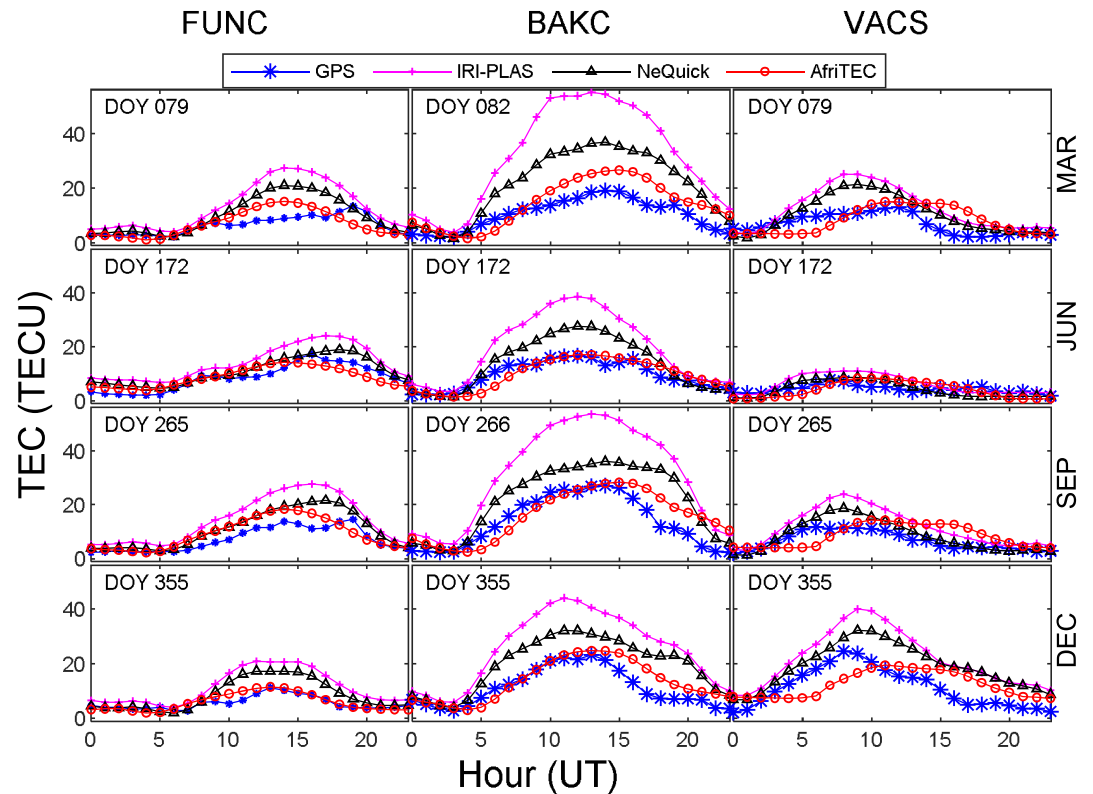 FUNC BAKC VACS
GPS IRI-PLAS NeQuick AfriTEC
DOY 079 DOY 082 DOY 079
40
20
0
MAR
DOY 172 DOY 172 DOY 172
40
20
0
JUN
DOY 265 DOY 266 DOY 265
40
20
0
SEP
DOY 355 DOY 355 DOY 355
40
20
0
DEC
TEC (TECU)
0 5 10 15 20 0 5 10 15 20 0 5 10 15 20
Hour (UT)